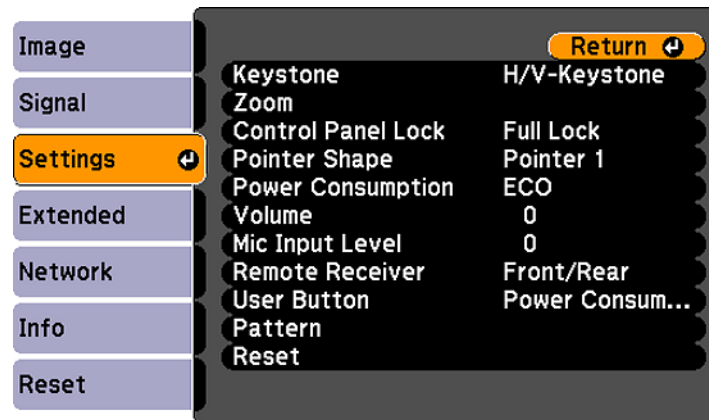 Image
Signal
Settings
Extended
Network
Info
Reset
Return
Keystone H/V-Keystone
Zoom
Control Panel Lock Full Lock
Pointer Shape Pointer 1
Power Consumption ECO
Volume 0
Mic Input Level 0
Remote Receiver Front/Rear
User Button Power Consum...
Pattern
Reset